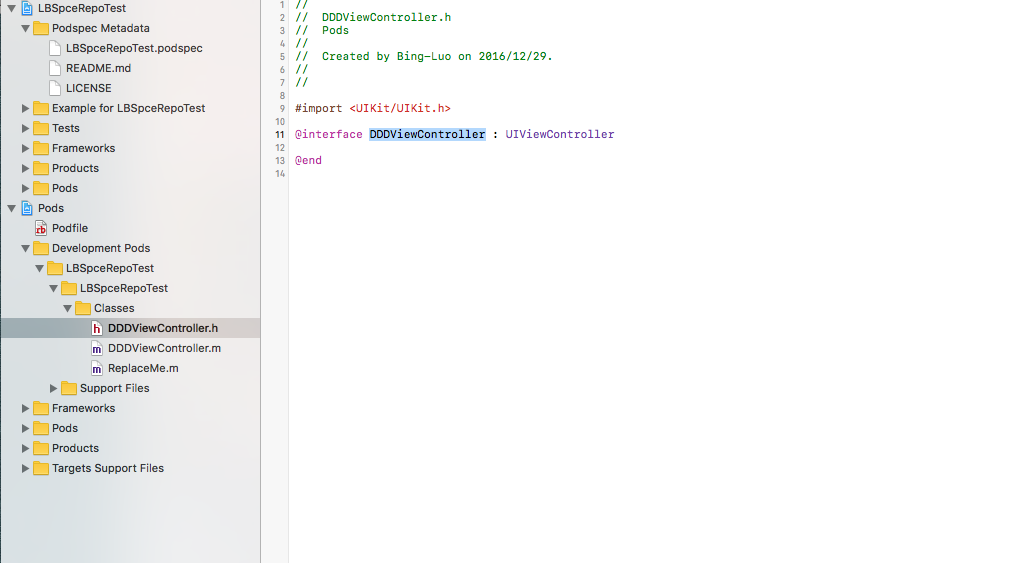 LBSpceRepoTest
Podspec Metadata
LBSpceRepoTest.podspec
README.md
LICENSE
Example for LBSpceRepoTest
Tests
Frameworks
Products
Pods
Pods
rb Podfile
Development Pods
LBSpceRepoTest
LBSpceRepoTest
Classes
h DDDViewController.h
m DDDViewController.m
m ReplaceMe.m
Support Files
Frameworks
Pods
Products
Targets Support Files
1 //
2 //  DDDViewController.h
3 //  Pods
4 //
5 //  Created by Bing-Luo on 2016/12/29.
6 //
7 //
8
9 #import <UIKit/UIKit.h>
10
11 @interface DDDViewController : UIViewController
12
13 @end
14